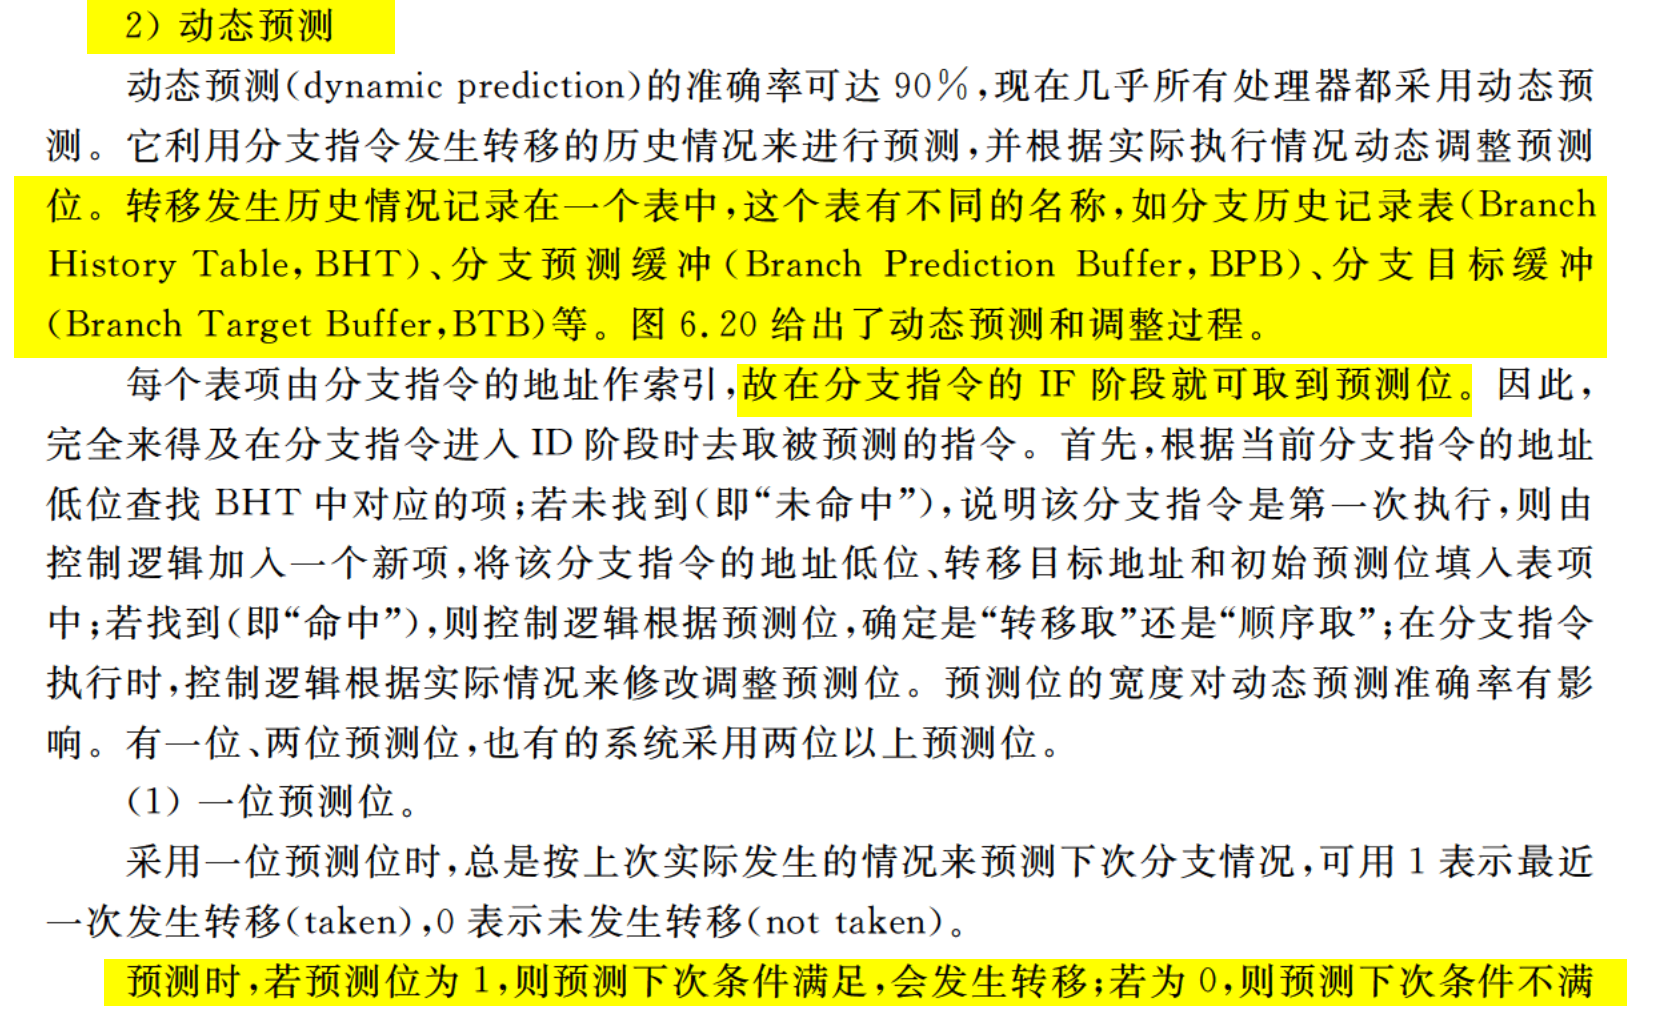 2) 动态预测
动态预测(dynamic prediction)的准确率可达 90%,现在几乎所有处理器都采用动态预
测。它利用分支指令发生转移的历史情况来进行预测,并根据实际执行情况动态调整预测
位。转移发生历史情况记录在一个表中,这个表有不同的名称,如分支历史记录表(Branch
History Table, BHT)、分支预测缓冲(Branch Prediction Buffer, BPB)、分支目标缓冲
(Branch Target Buffer,BTB)等。图 6.20 给出了动态预测和调整过程。
每个表项由分支指令的地址作索引,故在分支指令的 IF 阶段就可取到预测位。因此,
完全来得及在分支指令进入 ID 阶段时去取被预测的指令。首先,根据当前分支指令的地址
低位查找 BHT 中对应的项;若未找到(即“未命中”),说明该分支指令是第一次执行,则由
控制逻辑加入一个新项,将该分支指令的地址低位、转移目标地址和初始预测位填入表项
中;若找到(即“命中”),则控制逻辑根据预测位,确定是“转移取”还是“顺序取”;在分支指令
执行时,控制逻辑根据实际情况来修改调整预测位。预测位的宽度对动态预测准确率有影
响。有一位、两位预测位,也有的系统采用两位以上预测位。
(1) 一位预测位。
采用一位预测位时,总是按上次实际发生的情况来预测下次分支情况,可用 1 表示最近
一次发生转移(taken),0 表示未发生转移(not taken)。
预测时,若预测位为 1,则预测下次条件满足,会发生转移;若为 0,则预测下次条件不满